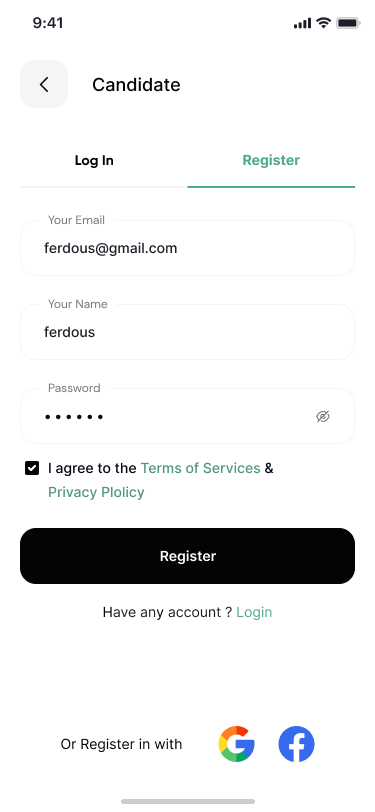 9:41
Candidate
Log In
Register
Your Email
ferdous@gmail.com
Your Name
ferdous
Password
••••••
I agree to the Terms of Services &
Privacy Plolicy
Register
Have any account ? Login
Or Register in with